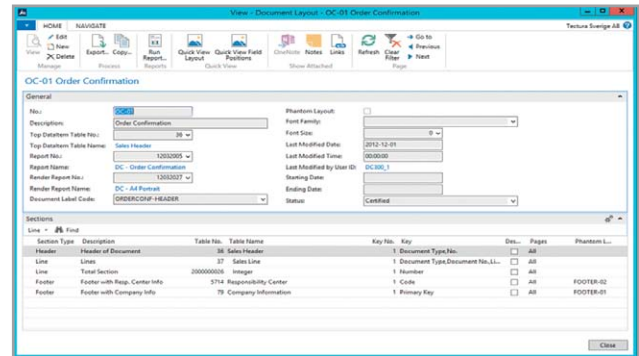 View - Document Layout - OC-01 Order Confirmation
HOME NAVIGATE
Tectura Sverige AB
View
Edit
New
Delete
Manage
Export... Copy...
Process
Run Report...
Reports
Quick View Layout
Quick View Field Positions
Quick View
OneNote Notes Links
Show Attached
Refresh Clear Filter
Go to
Previous
Next
Page
OC-01 Order Confirmation
General
No.: OC-01
Description: Order Confirmation
Top DataItem Table No.: 36
Top DataItem Table Name: Sales Header
Report No.: 12032005
Report Name: DC - Order Confirmation
Render Report No.: 12032027
Render Report Name: DC - A4 Portrait
Document Label Code: ORDERCONF-HEADER
Phantom Layout:
Font Family:
Font Size: 0
Last Modified Date: 2012-12-01
Last Modified Time: 00:00:00
Last Modified by User ID: DC300_1
Starting Date:
Ending Date:
Status: Certified
Sections
Line Find
Section Type Description Table No. Table Name Key No. Key Des... Pages Phantom L...
Header Header of Document 36 Sales Header 1 Document Type,No. All
Line Lines 37 Sales Line 1 Document Type,Document No.,Li... All
Line Total Section 2000000026 Integer 1 Number All
Footer Footer with Resp. Center Info 5714 Responsibility Center 1 Code All FOOTER-02
Footer Footer with Company Info 79 Company Information 1 Primary Key All FOOTER-01
Close